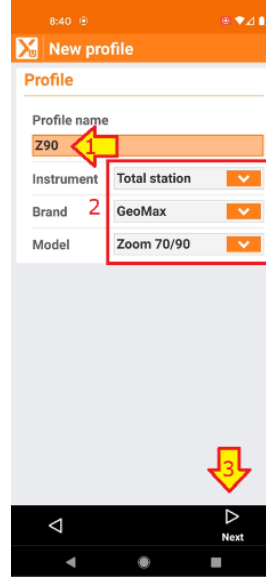 8:40
New profile
Profile
Profile name
Z90 1
Instrument Total station
Brand 2 GeoMax
Model Zoom 70/90
3
Next